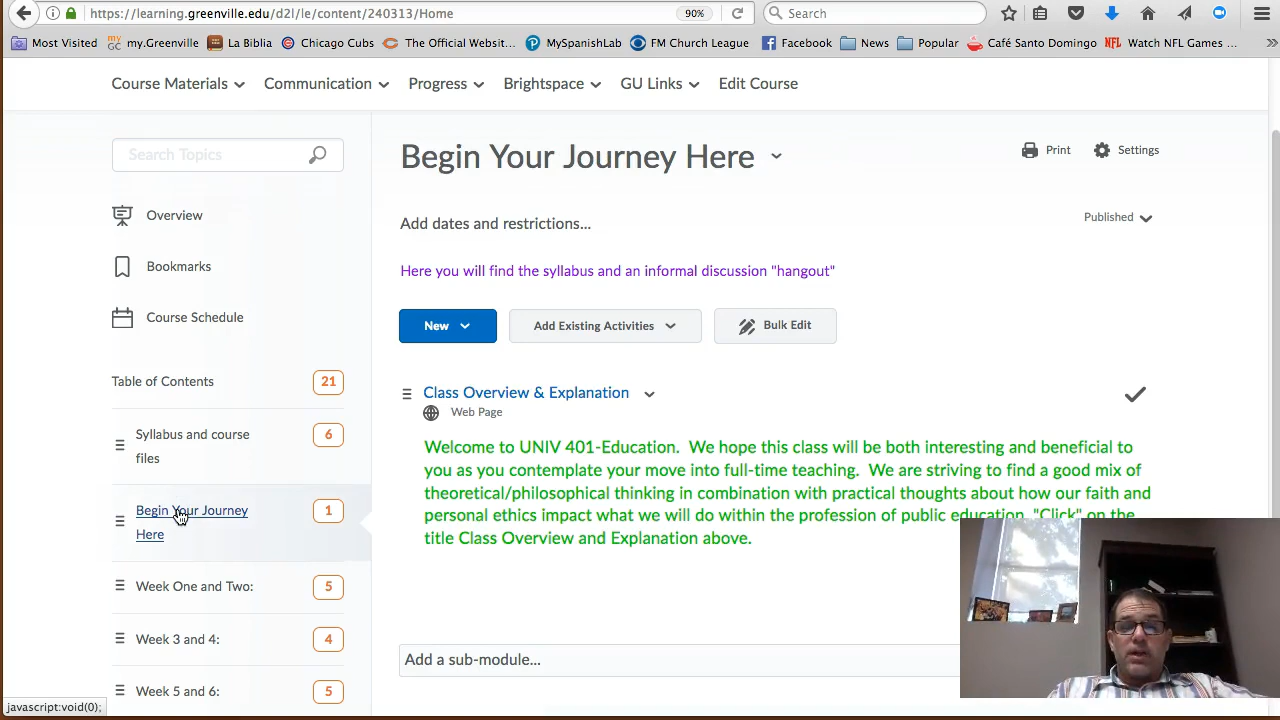 https://learning.greenville.edu/d2l/le/content/240313/Home
90%
Search
Most Visited
my.Greenville
La Biblia
Chicago Cubs
The Official Websit...
MySpanishLab
FM Church League
Facebook
News
Popular
Café Santo Domingo
NFL
Watch NFL Games ...
Course Materials
Communication
Progress
Brightspace
GU Links
Edit Course
Search Topics
Overview
Bookmarks
Course Schedule
Table of Contents 21
Syllabus and course
files
6
Begin Your Journey
Here
1
Week One and Two: 5
Week 3 and 4: 4
Week 5 and 6: 5
javascript:void(0);
Begin Your Journey Here
Print
Settings
Add dates and restrictions...
Published
Here you will find the syllabus and an informal discussion "hangout"
New
Add Existing Activities
Bulk Edit
Class Overview & Explanation
Web Page
Welcome to UNIV 401-Education. We hope this class will be both interesting and beneficial to
you as you contemplate your move into full-time teaching. We are striving to find a good mix of
theoretical/philosophical thinking in combination with practical thoughts about how our faith and
personal ethics impact what we will do within the profession of public education. "Click" on the
title Class Overview and Explanation above.
Add a sub-module...